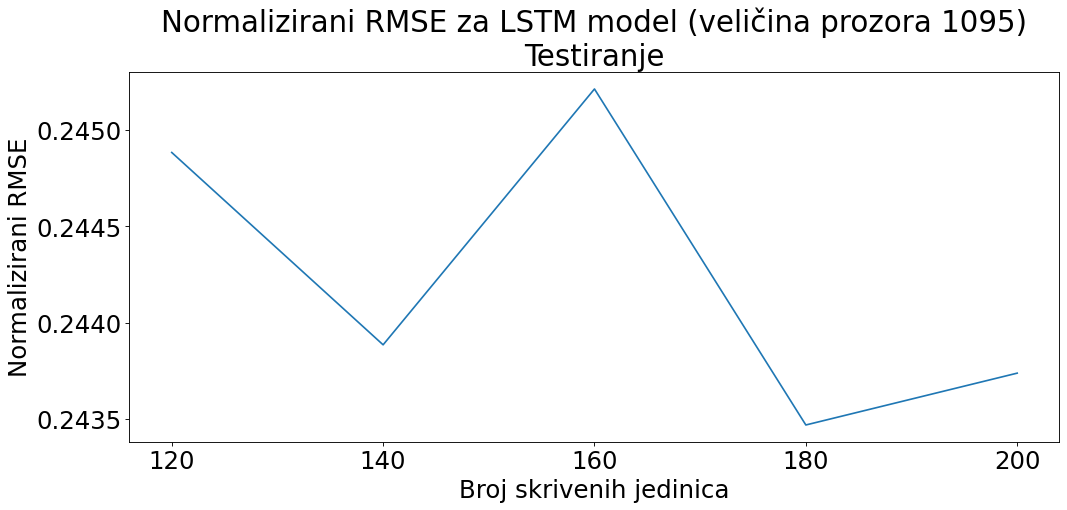 Normalizirani RMSE za LSTM model (veličina prozora 1095)
Testiranje
Normalizirani RMSE
0.2450
0.2445
0.2440
0.2435
120 140 160 180 200
Broj skrivenih jedinica